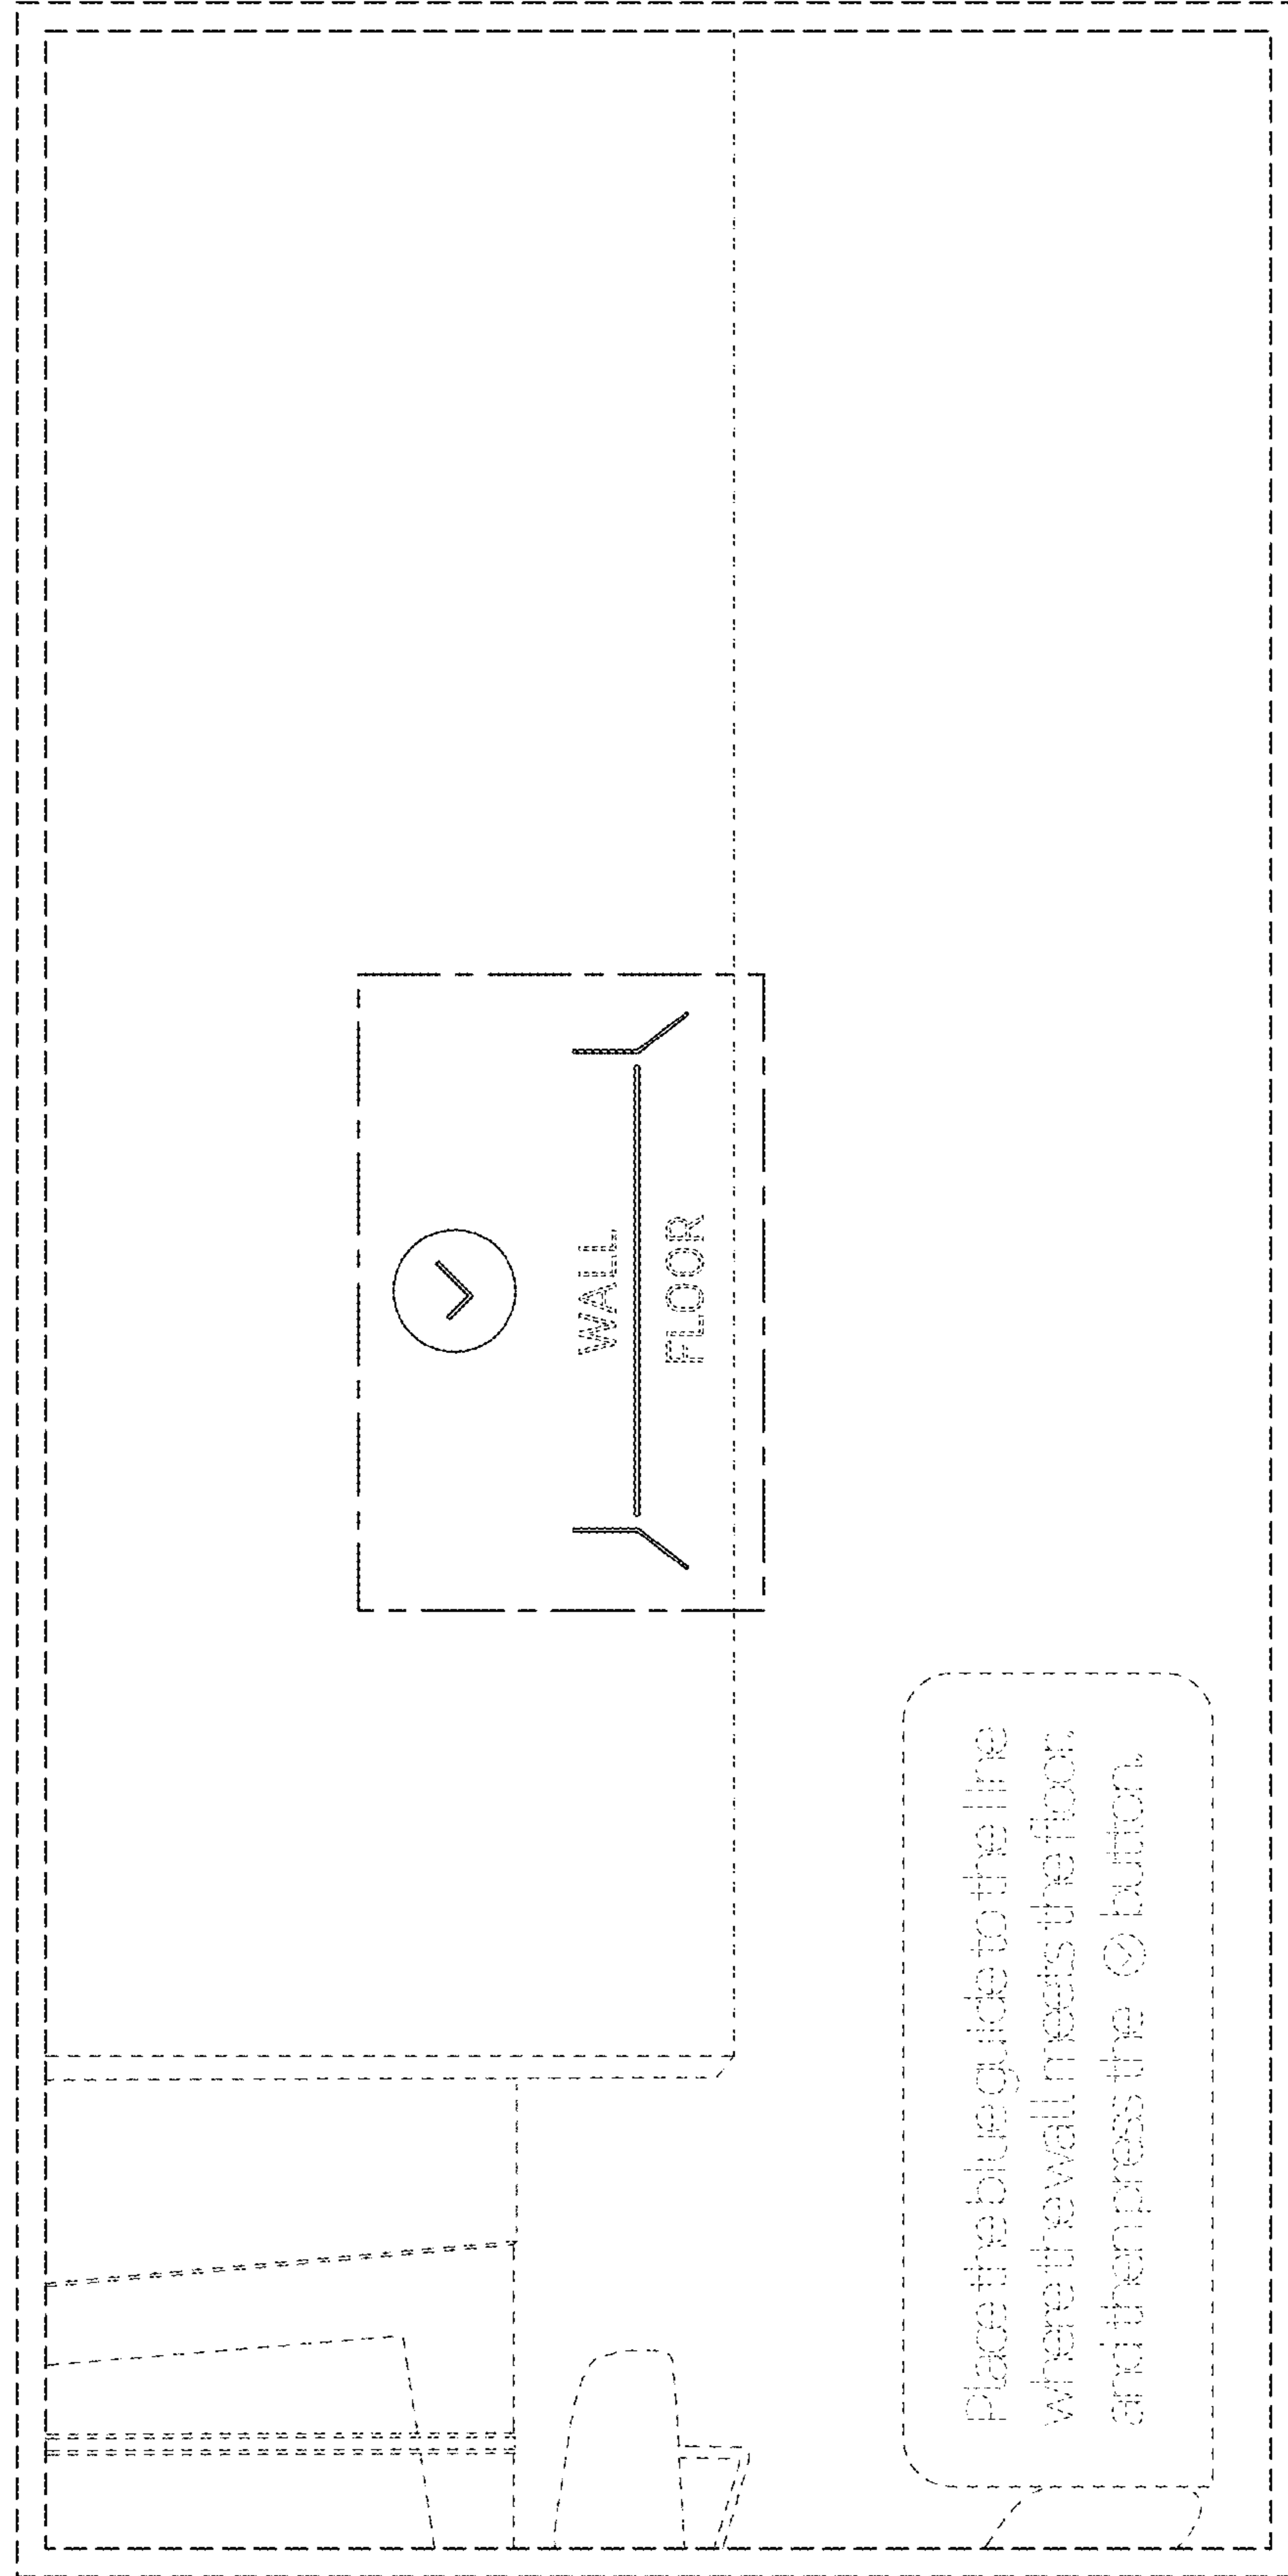 WALL
FLOOR
Place the blue guide to the line
where the wall meets the floor.
and then press the button.